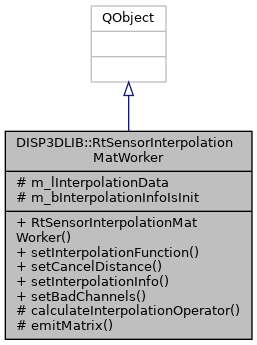 QObject
DISP3DLIB::RtSensorInterpolation
MatWorker
# m_lInterpolationData
# m_bInterpolationInfoIsInit
+ RtSensorInterpolationMat
Worker()
+ setInterpolationFunction()
+ setCancelDistance()
+ setInterpolationInfo()
+ setBadChannels()
# calculateInterpolationOperator()
# emitMatrix()